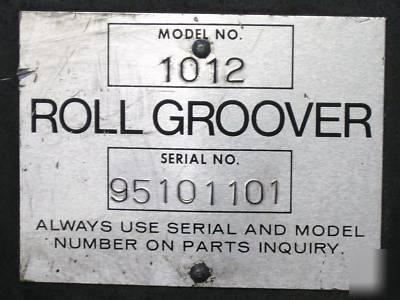 MODEL NO.
1012
ROLL GROOVER
SERIAL NO.
95101101
ALWAYS USE SERIAL AND MODEL
NUMBER ON PARTS INQUIRY.